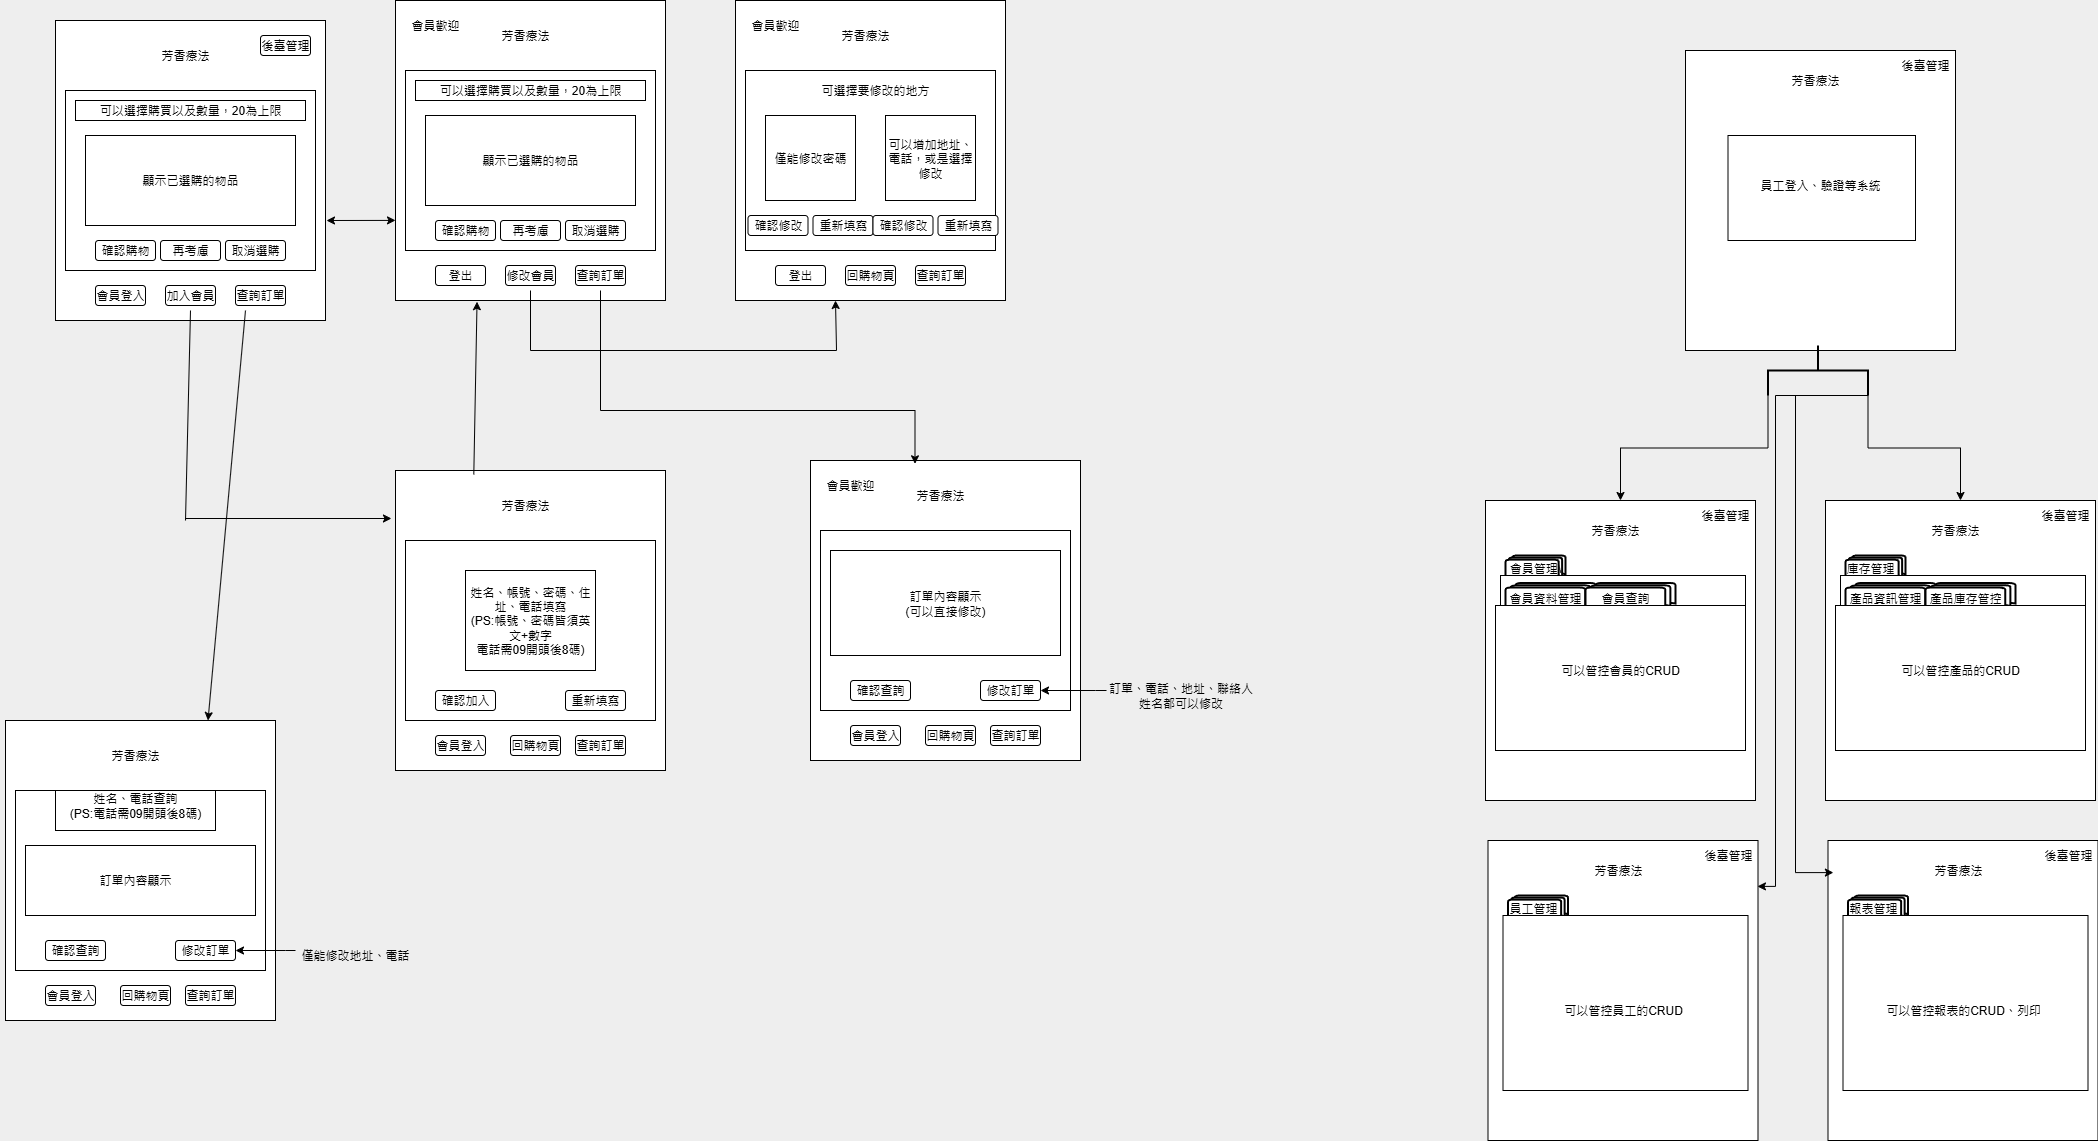 後臺管理
芳香療法
可以選擇購買以及數量，20為上限
顯示已選購的物品
確認購物
再考慮
取消選購
會員登入
加入會員
查詢訂單
會員歡迎
芳香療法
可以選擇購買以及數量，20為上限
顯示已選購的物品
確認購物
再考慮
取消選購
登出
修改會員
查詢訂單
會員歡迎
芳香療法
可選擇要修改的地方
僅能修改密碼
可以增加地址、
電話，或是選擇
修改
確認修改
重新填寫
確認修改
重新填寫
登出
回購物頁
查詢訂單
芳香療法
姓名、帳號、密碼、住
址、電話填寫
(PS:帳號、密碼皆須英
文+數字
電話需09開頭後8碼)
確認加入
重新填寫
會員登入
回購物頁
查詢訂單
會員歡迎
芳香療法
訂單內容顯示
(可以直接修改)
確認查詢
修改訂單
訂單、電話、地址、聯絡人
姓名都可以修改
會員登入
回購物頁
查詢訂單
芳香療法
姓名、電話查詢
(PS:電話需09開頭後8碼)
訂單內容顯示
確認查詢
修改訂單
僅能修改地址、電話
會員登入
回購物頁
查詢訂單
後臺管理
芳香療法
員工登入、驗證等系統
後臺管理
芳香療法
會員管理
會員資料管理
會員查詢
可以管控會員的CRUD
後臺管理
芳香療法
庫存管理
產品資訊管理
產品庫存管控
可以管控產品的CRUD
後臺管理
芳香療法
員工管理
可以管控員工的CRUD
後臺管理
芳香療法
報表管理
可以管控報表的CRUD、列印